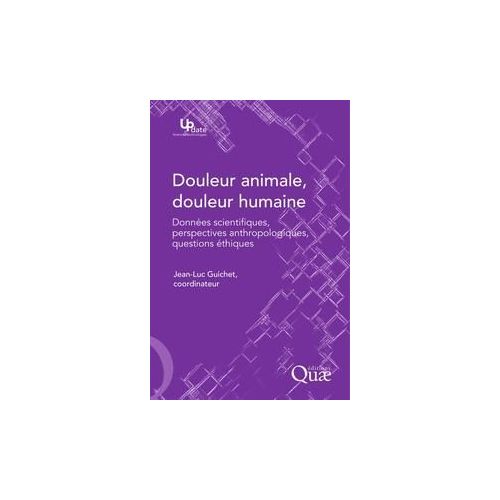 Update
Douleur animale,
douleur humaine
Données scientifiques,
perspectives anthropologiques,
questions éthiques
Jean-Luc Guichet,
coordinateur
éditions
Quæ